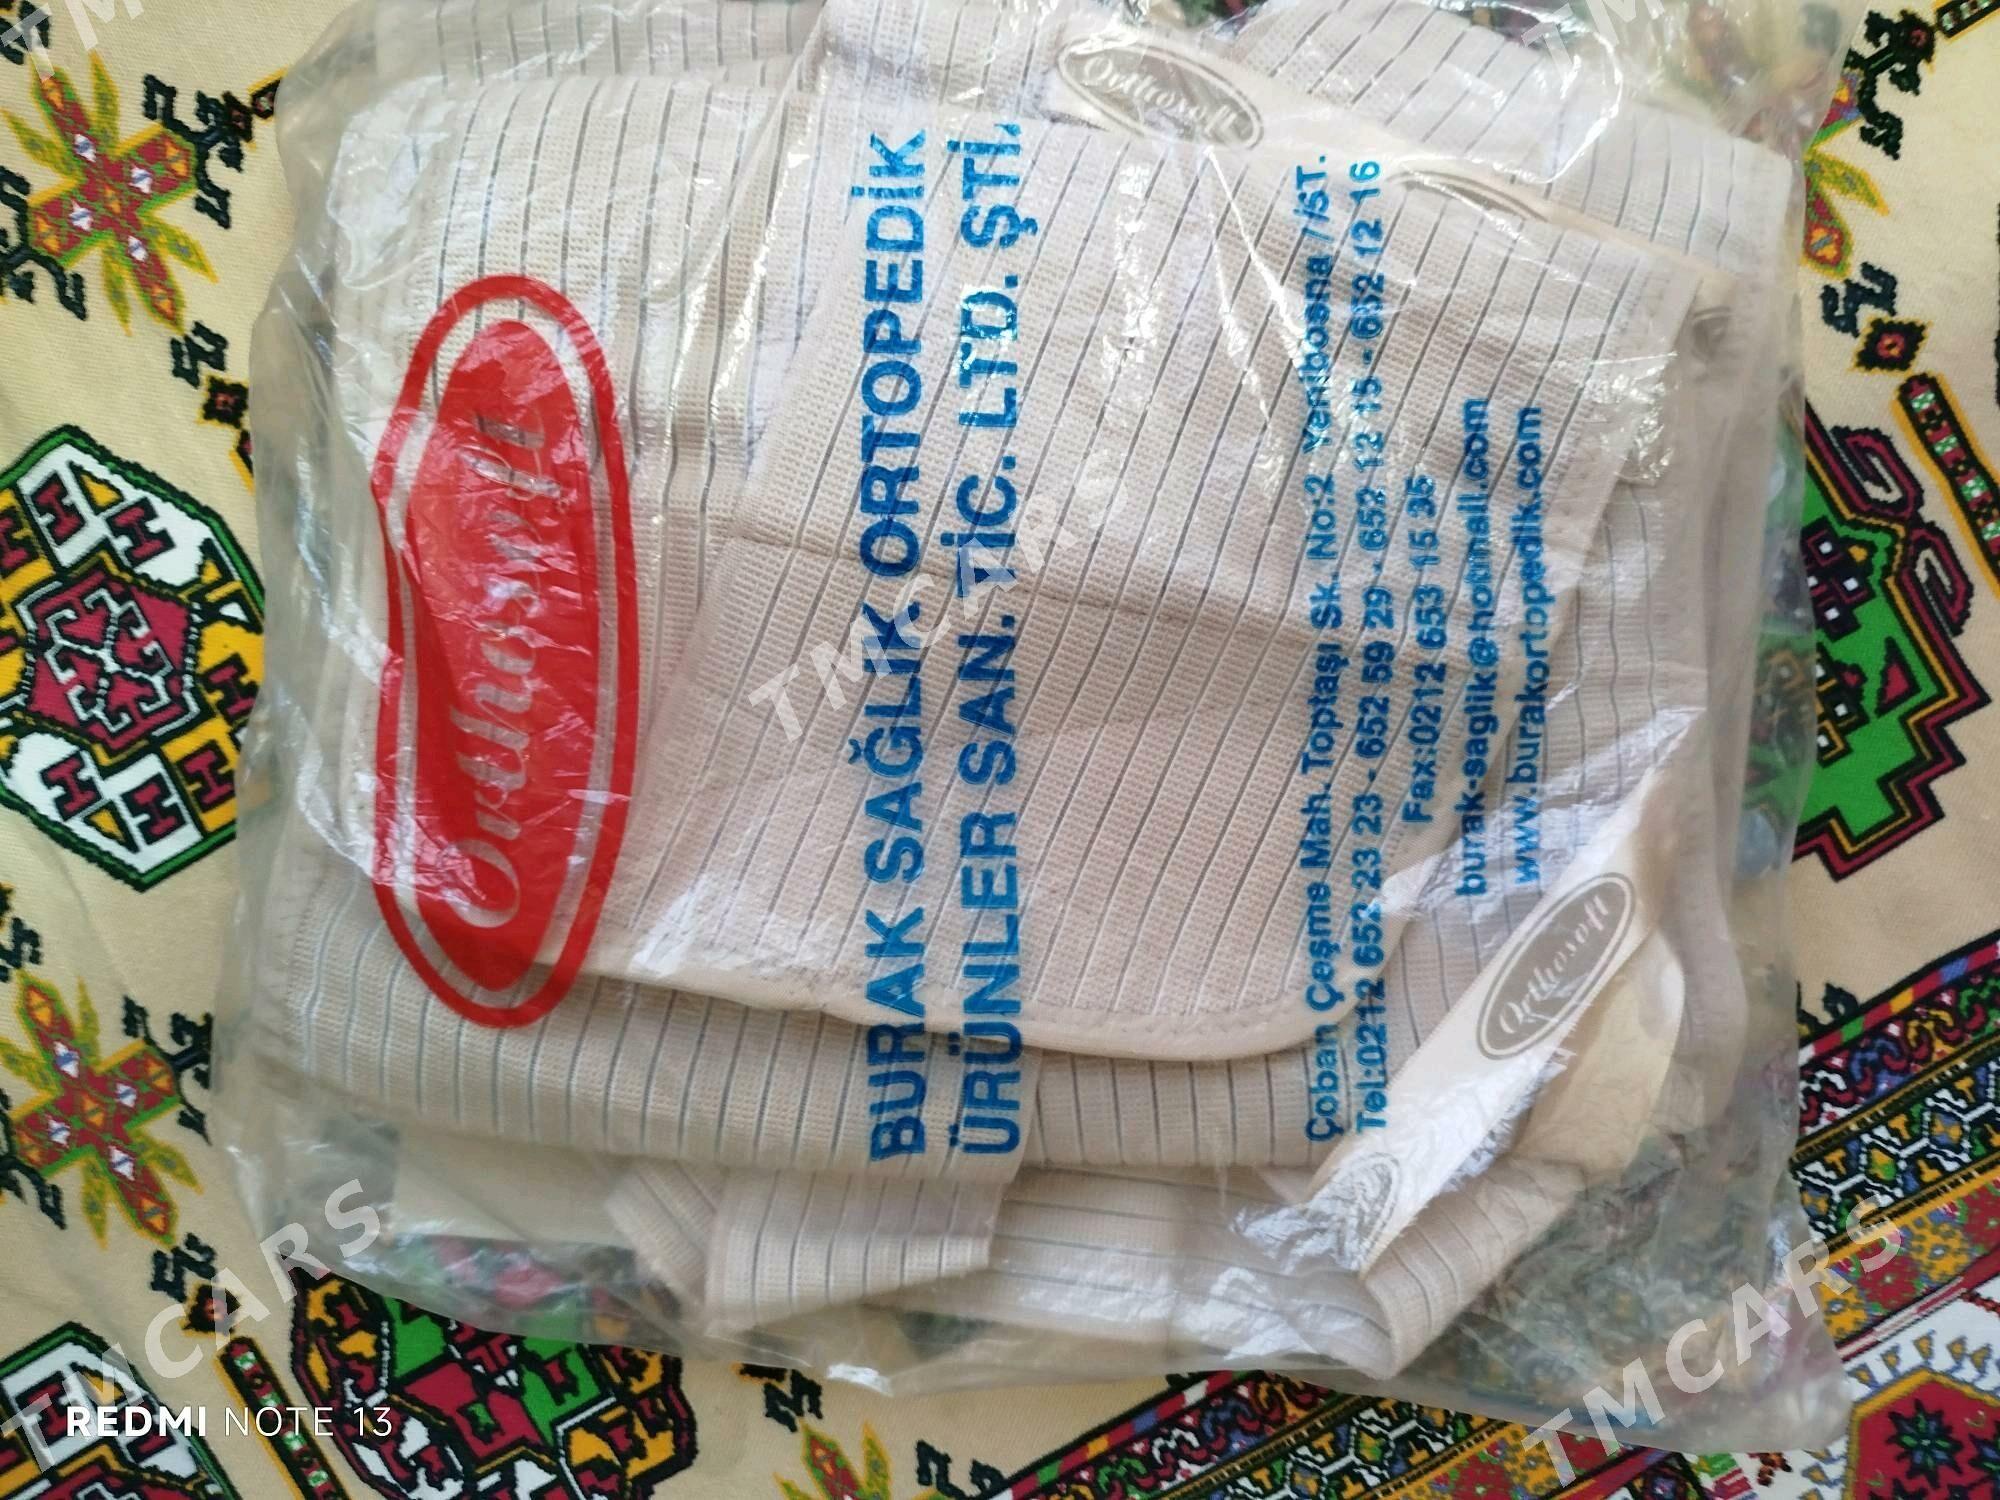 Orthosoft
BURAK SAĞLIK ORTOPEDİK
ÜRÜNLER SAN. TİC. LTD. ŞTİ.
Çoban Çeşme Mah. Toptaşı Sk. No:2 Yenibosna / İST.
Tel:0212 652 23 23 - 652 59 29 - 652 12 15 - 652 12 16
Fax:0212 653 15 35
burak-saglik@hotmail.com
www.burakortopedik.com
Orthosoft
Orthosoft
TMCARS
TMCARS
TMCARS
REDMI NOTE 13